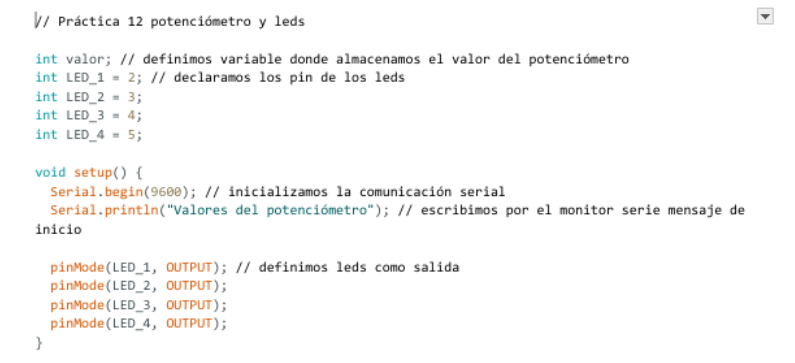 // Práctica 12 potenciómetro y leds
int valor; // definimos variable donde almacenamos el valor del potenciómetro
int LED_1 = 2; // declaramos los pin de los leds
int LED_2 = 3;
int LED_3 = 4;
int LED_4 = 5;
void setup() {
Serial.begin(9600); // inicializamos la comunicación serial
Serial.println("Valores del potenciómetro"); // escribimos por el monitor serie mensaje de
inicio
pinMode(LED_1, OUTPUT); // definimos leds como salida
pinMode(LED_2, OUTPUT);
pinMode(LED_3, OUTPUT);
pinMode(LED_4, OUTPUT);
}